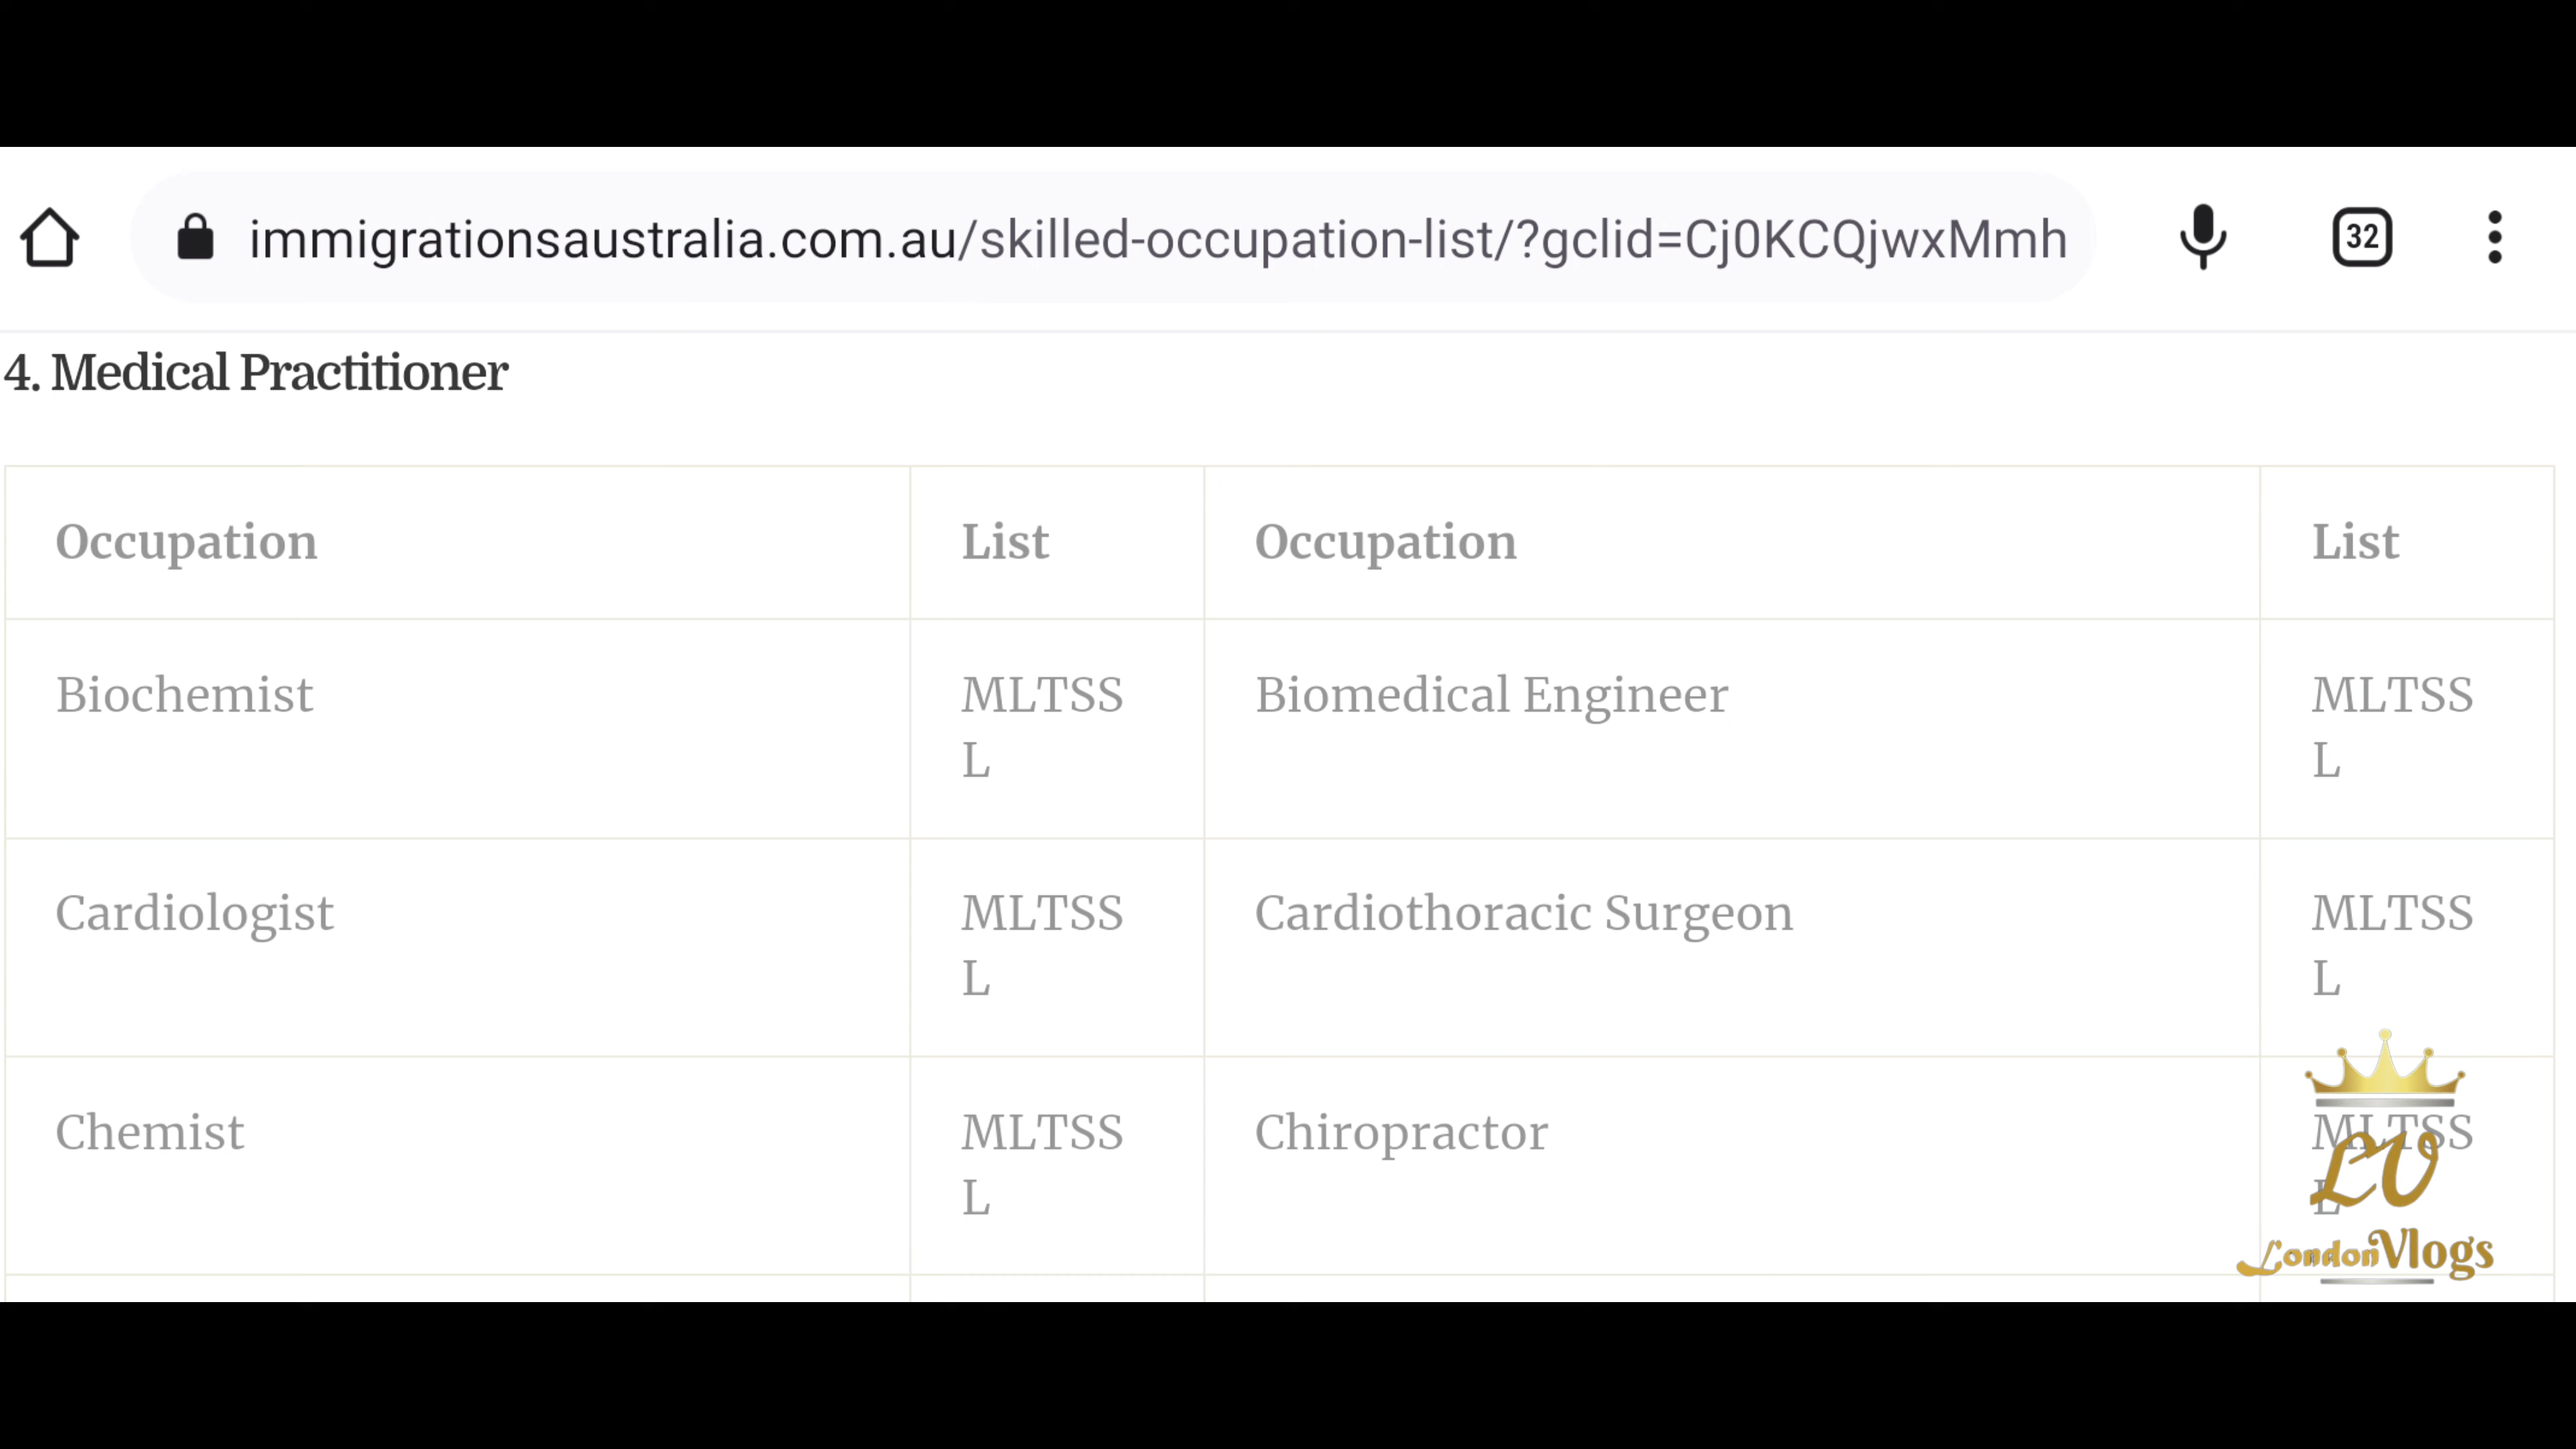 immigrationsaustralia.com.au/skilled-occupation-list/?gclid=Cj0KCQjwxMmh
32
4. Medical Practitioner
Occupation List Occupation List
Biochemist MLTSS Biomedical Engineer MLTSS
L L
Cardiologist MLTSS Cardiothoracic Surgeon MLTSS
L L
Chemist MLTSS Chiropractor MLTSS
L L
LV
LondonVlogs